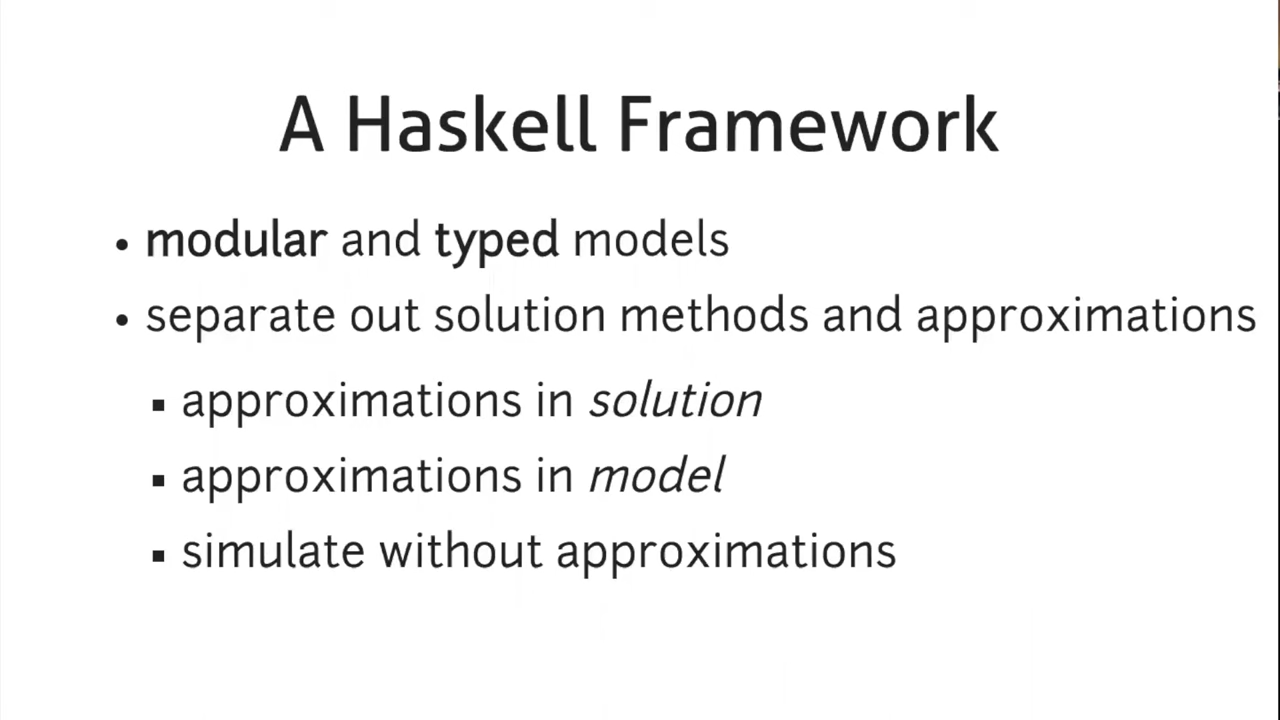 A Haskell Framework
• modular and typed models
• separate out solution methods and approximations
▪ approximations in solution
▪ approximations in model
▪ simulate without approximations